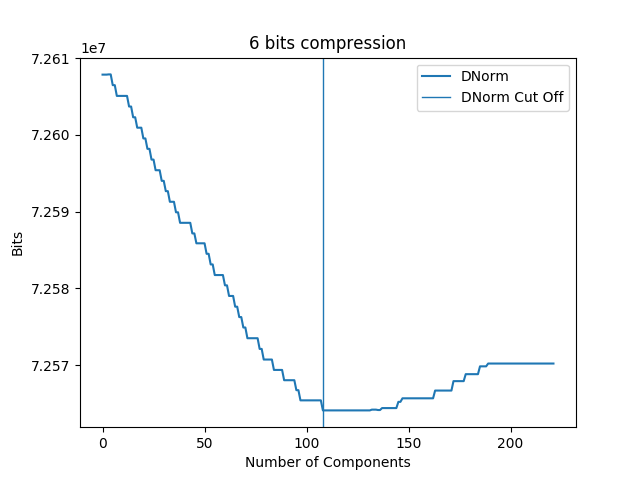 6 bits compression
1e7
7.261
7.260
7.259
7.258
7.257
Bits
DNorm
DNorm Cut Off
0 50 100 150 200
Number of Components